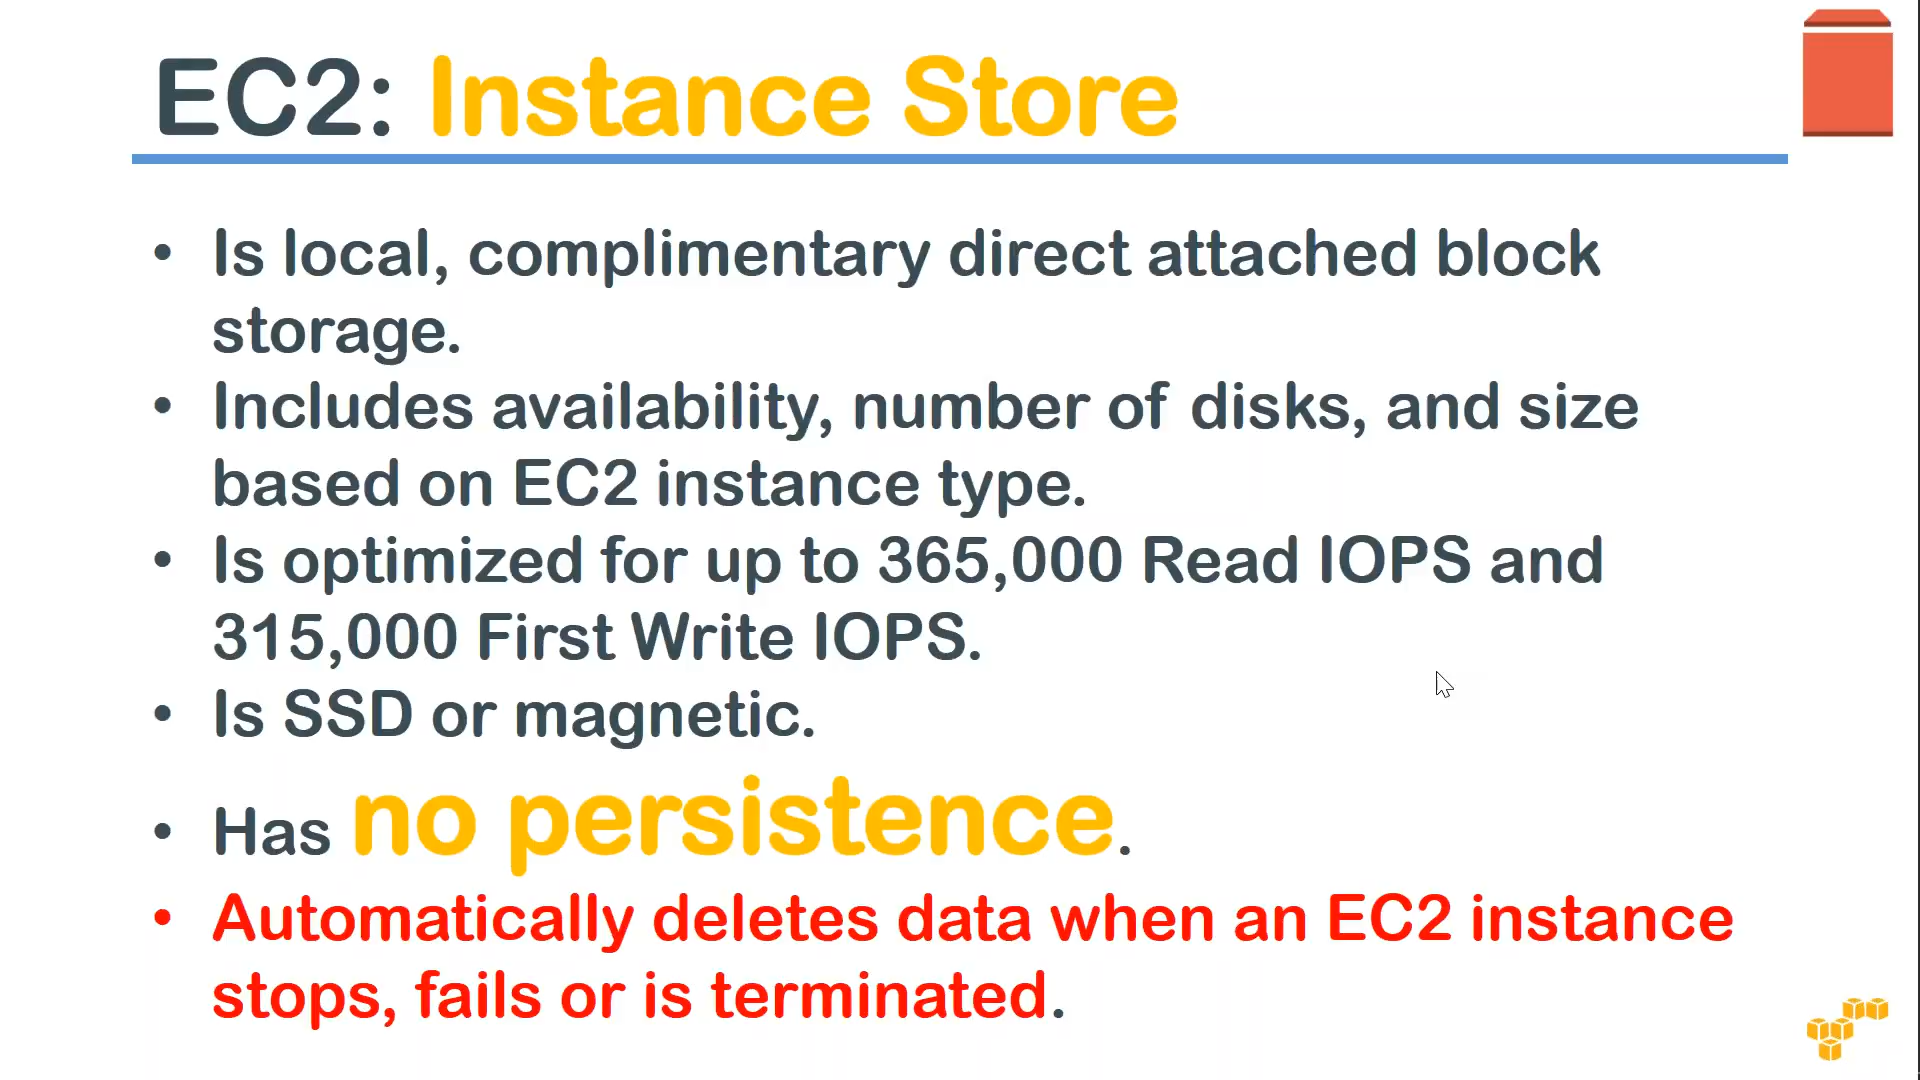 EC2: Instance Store
• Is local, complimentary direct attached block
storage.
• Includes availability, number of disks, and size
based on EC2 instance type.
• Is optimized for up to 365,000 Read IOPS and
315,000 First Write IOPS.
• Is SSD or magnetic.
• Has no persistence.
• Automatically deletes data when an EC2 instance
stops, fails or is terminated.